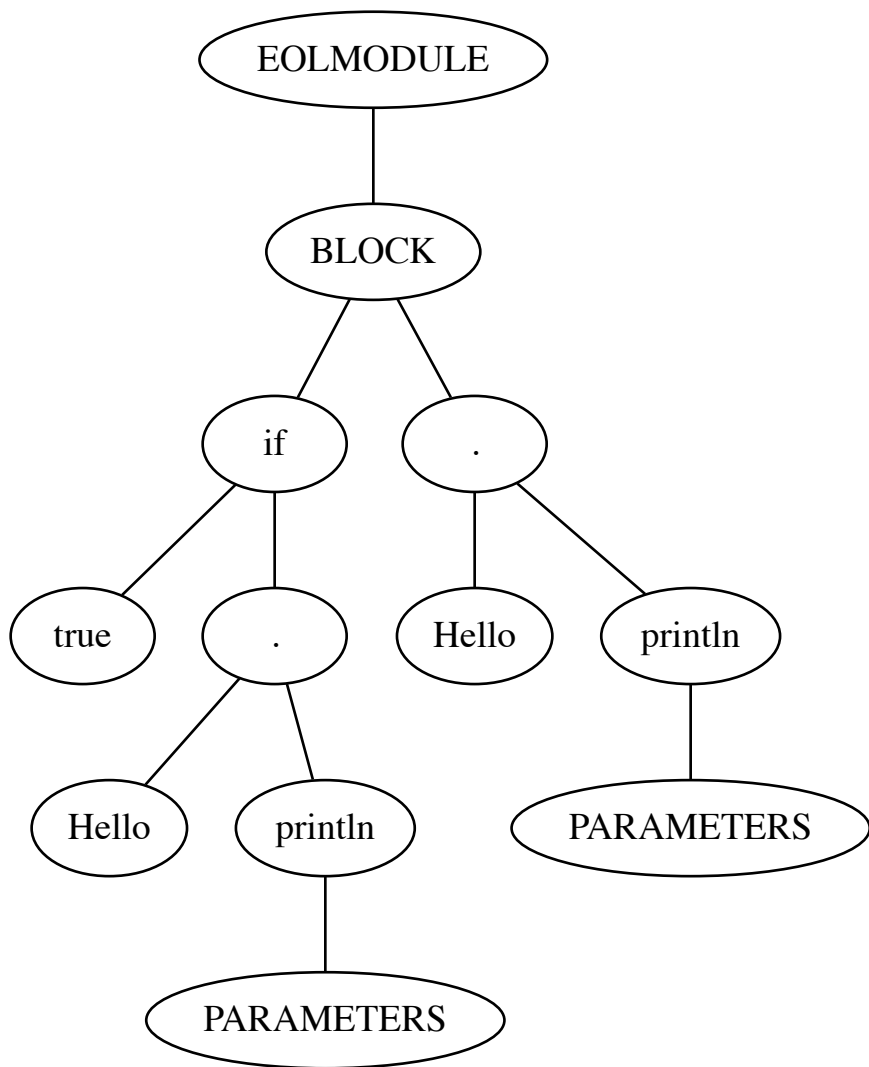 EOLMODULE
BLOCK
if
.
true
.
Hello
println
Hello
println
PARAMETERS
PARAMETERS